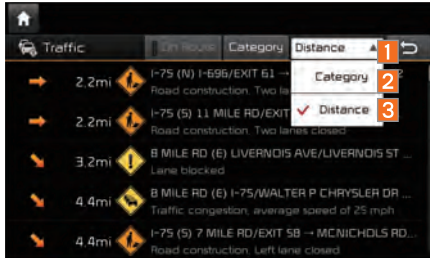 Traffic
On Route
Category
Distance
1
Category
2
Distance
3
2.2mi
I-75 (N) I-696/EXIT 61 →
2
Road construction. Two la
2.2mi
I-75 (S) 11 MILE RD/EXIT
Road construction. Two lanes closed
3.2mi
8 MILE RD (E) LIVERNOIS AVE/LIVERNOIS ST ...
Lane blocked
4.4mi
8 MILE RD (E) I-75/WALTER P CHRYSLER DR ...
Traffic congestion, average speed of 25 mph
4.4mi
I-75 (S) 7 MILE RD/EXIT 58 → MCNICHOLS RD...
Road construction. Left lane closed